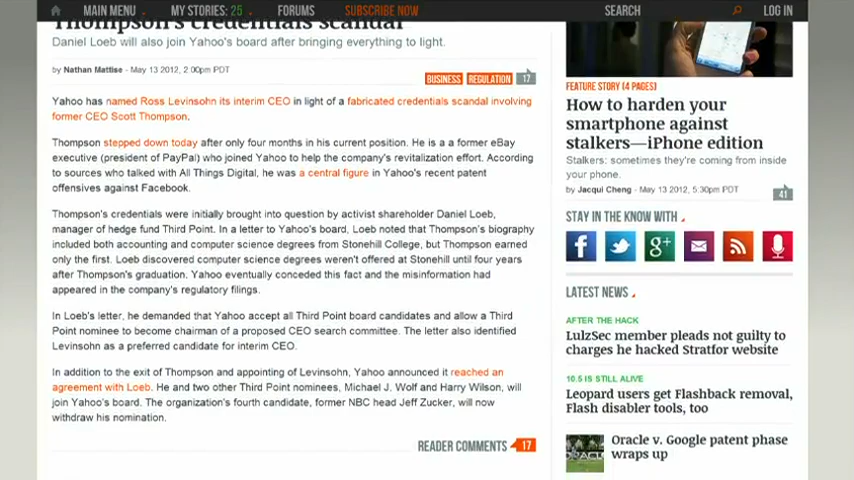 MAIN MENU
MY STORIES: 25
FORUMS
SUBSCRIBE NOW
SEARCH
LOG IN
Thompson's credentials scandal
Daniel Loeb will also join Yahoo's board after bringing everything to light.
by Nathan Mattise - May 13 2012, 2:00pm PDT
BUSINESS REGULATION 17
Yahoo has named Ross Levinsohn its interim CEO in light of a fabricated credentials scandal involving
former CEO Scott Thompson.
Thompson stepped down today after only four months in his current position. He is a a former eBay
executive (president of PayPal) who joined Yahoo to help the company's revitalization effort. According
to sources who talked with All Things Digital, he was a central figure in Yahoo's recent patent
offensives against Facebook.
Thompson's credentials were initially brought into question by activist shareholder Daniel Loeb,
manager of hedge fund Third Point. In a letter to Yahoo's board, Loeb noted that Thompson's biography
included both accounting and computer science degrees from Stonehill College, but Thompson earned
only the first. Loeb discovered computer science degrees weren't offered at Stonehill until four years
after Thompson's graduation. Yahoo eventually conceded this fact and the misinformation had
appeared in the company's regulatory filings.
In Loeb's letter, he demanded that Yahoo accept all Third Point board candidates and allow a Third
Point nominee to become chairman of a proposed CEO search committee. The letter also identified
Levinsohn as a preferred candidate for interim CEO.
In addition to the exit of Thompson and appointing of Levinsohn, Yahoo announced it reached an
agreement with Loeb. He and two other Third Point nominees, Michael J. Wolf and Harry Wilson, will
join Yahoo's board. The organization's fourth candidate, former NBC head Jeff Zucker, will now
withdraw his nomination.
READER COMMENTS 17
FEATURE STORY (4 PAGES)
How to harden your
smartphone against
stalkers—iPhone edition
Stalkers: sometimes they're coming from inside
your phone.
by Jacqui Cheng - May 13 2012, 5:30pm PDT
41
STAY IN THE KNOW WITH
f
g+
LATEST NEWS
AFTER THE HACK
LulzSec member pleads not guilty to
charges he hacked Stratfor website
10.5 IS STILL ALIVE
Leopard users get Flashback removal,
Flash disabler tools, too
Oracle v. Google patent phase
wraps up